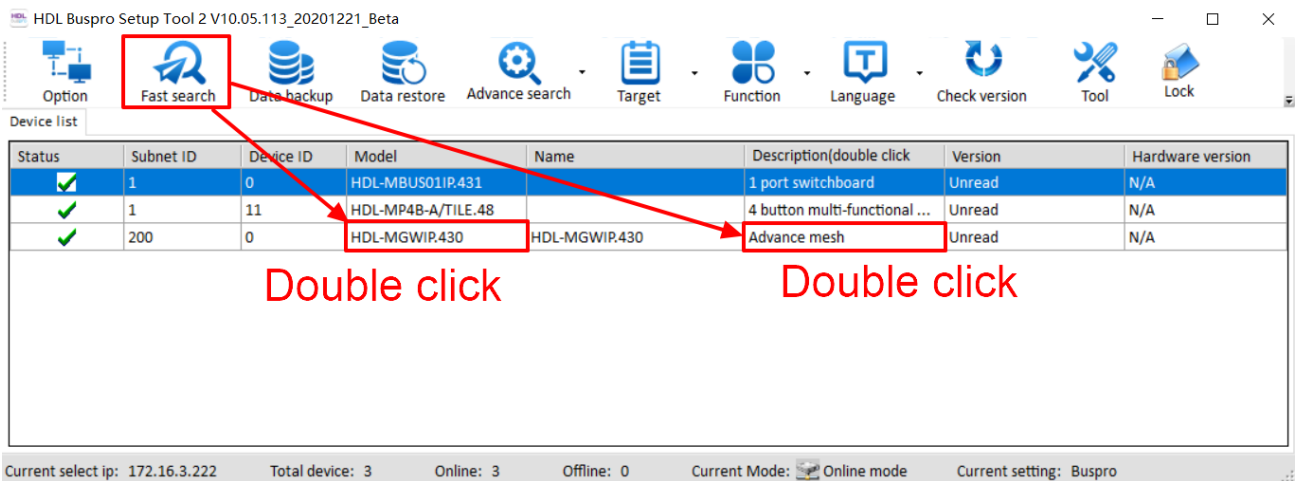 HDL Buspro Setup Tool 2 V10.05.113_20201221_Beta
Option Fast search Data backup Data restore Advance search Target Function Language Check version Tool Lock
Device list
Status Subnet ID Device ID Model Name Description(double click Version Hardware version
1 0 HDL-MBUS01IP.431 1 port switchboard Unread N/A
1 11 HDL-MP4B-A/TILE.48 4 button multi-functional ... Unread N/A
200 0 HDL-MGWIP.430 HDL-MGWIP.430 Advance mesh Unread N/A
Double click Double click
Current select ip: 172.16.3.222 Total device: 3 Online: 3 Offline: 0 Current Mode: Online mode Current setting: Buspro